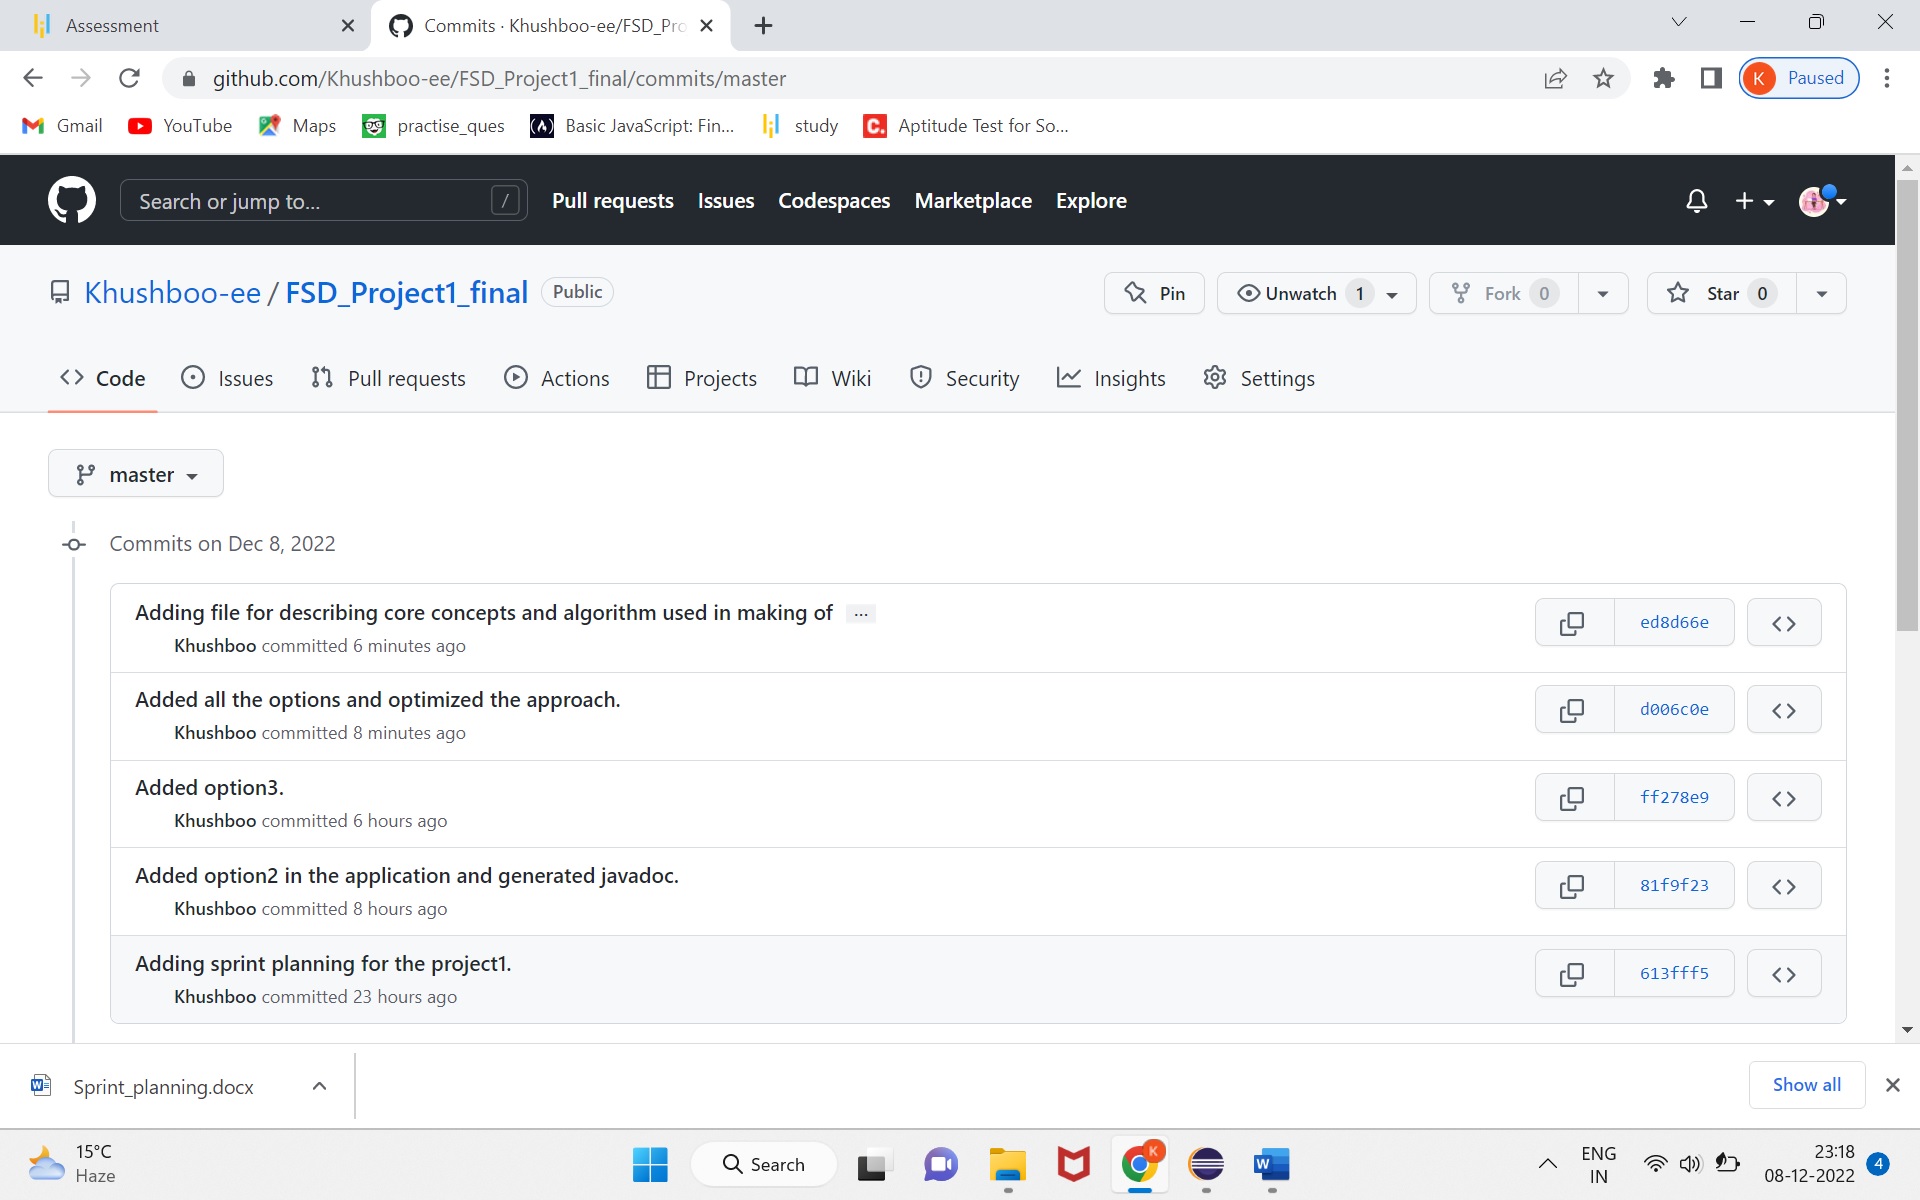 Assessment
Commits · Khushboo-ee/FSD_Pro
github.com/Khushboo-ee/FSD_Project1_final/commits/master
K Paused
Gmail YouTube Maps practise_ques Basic JavaScript: Fin... study Aptitude Test for So...
Search or jump to... / Pull requests Issues Codespaces Marketplace Explore
Khushboo-ee / FSD_Project1_final Public Pin Unwatch 1 Fork 0 Star 0
Code Issues Pull requests Actions Projects Wiki Security Insights Settings
master
Commits on Dec 8, 2022
Adding file for describing core concepts and algorithm used in making of ... ed8d66e
Khushboo committed 6 minutes ago
Added all the options and optimized the approach. d006c0e
Khushboo committed 8 minutes ago
Added option3. ff278e9
Khushboo committed 6 hours ago
Added option2 in the application and generated javadoc. 81f9f23
Khushboo committed 8 hours ago
Adding sprint planning for the project1. 613fff5
Khushboo committed 23 hours ago
Sprint_planning.docx Show all
15°C
Haze
Search
ENG
IN
23:18
08-12-2022
4